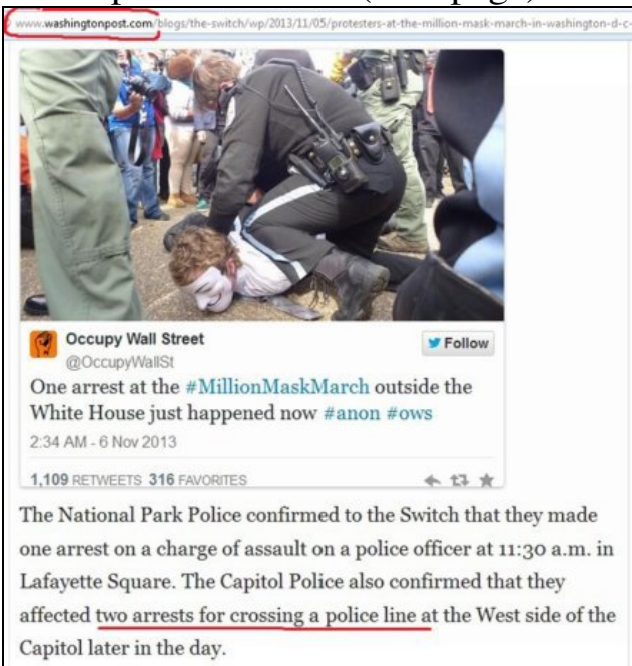 www.washingtonpost.com/blogs/the-switch/wp/2013/11/05/protesters-at-the-million-mask-march-in-washington-d-c-
Occupy Wall Street
@OccupyWallSt
Follow
One arrest at the #MillionMaskMarch outside the
White House just happened now #anon #ows
2:34 AM - 6 Nov 2013
1,109 RETWEETS 316 FAVORITES
The National Park Police confirmed to the Switch that they made
one arrest on a charge of assault on a police officer at 11:30 a.m. in
Lafayette Square. The Capitol Police also confirmed that they
affected two arrests for crossing a police line at the West side of the
Capitol later in the day.